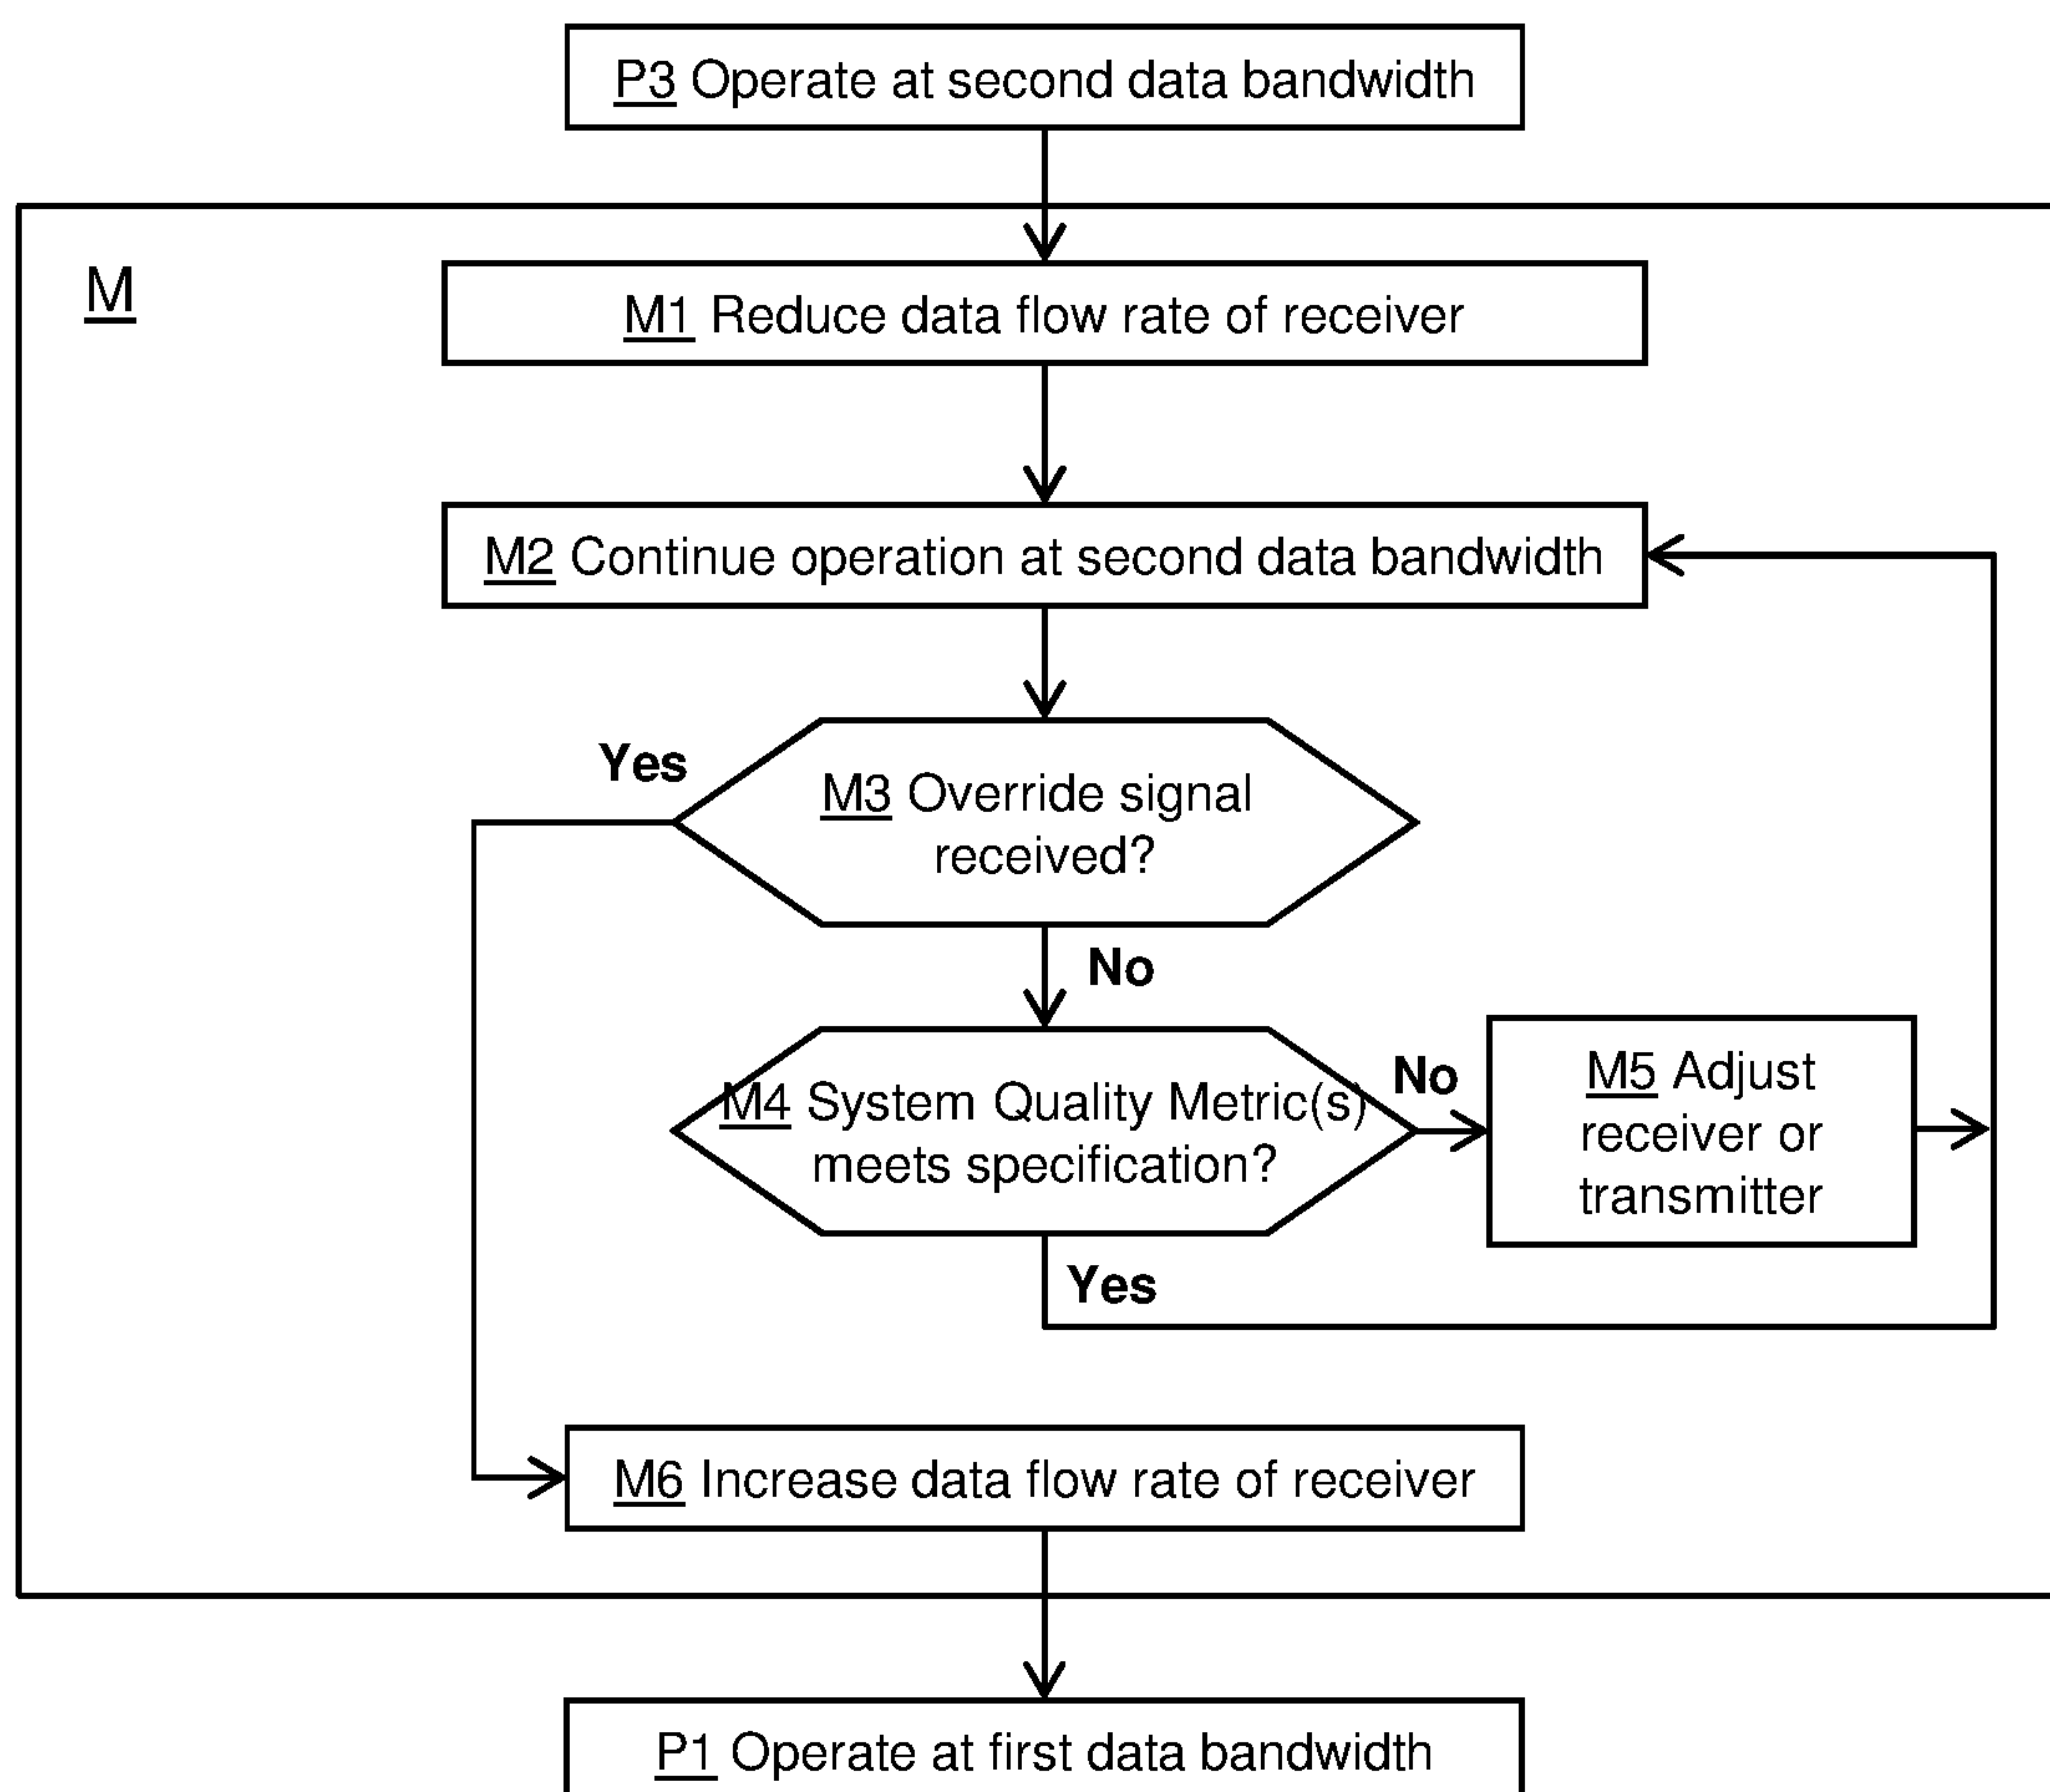 P3 Operate at second data bandwidth
M
M1 Reduce data flow rate of receiver
M2 Continue operation at second data bandwidth
Yes
M3 Override signal
received?
No
M4 System Quality Metric(s)
meets specification?
No
M5 Adjust
receiver or
transmitter
Yes
M6 Increase data flow rate of receiver
P1 Operate at first data bandwidth